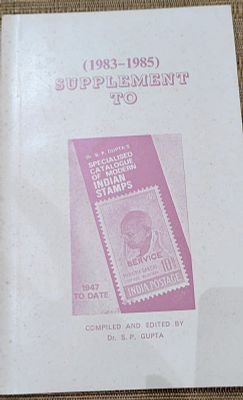 (1983-1985)
SUPPLEMENT
TO
Dr. S. P. GUPTA'S
SPECIALISED
CATALOGUE
OF MODERN
INDIAN
STAMPS
SERVICE
INDIA POSTAGE
1947
TO DATE
COMPILED AND EDITED BY
Dr. S. P. GUPTA